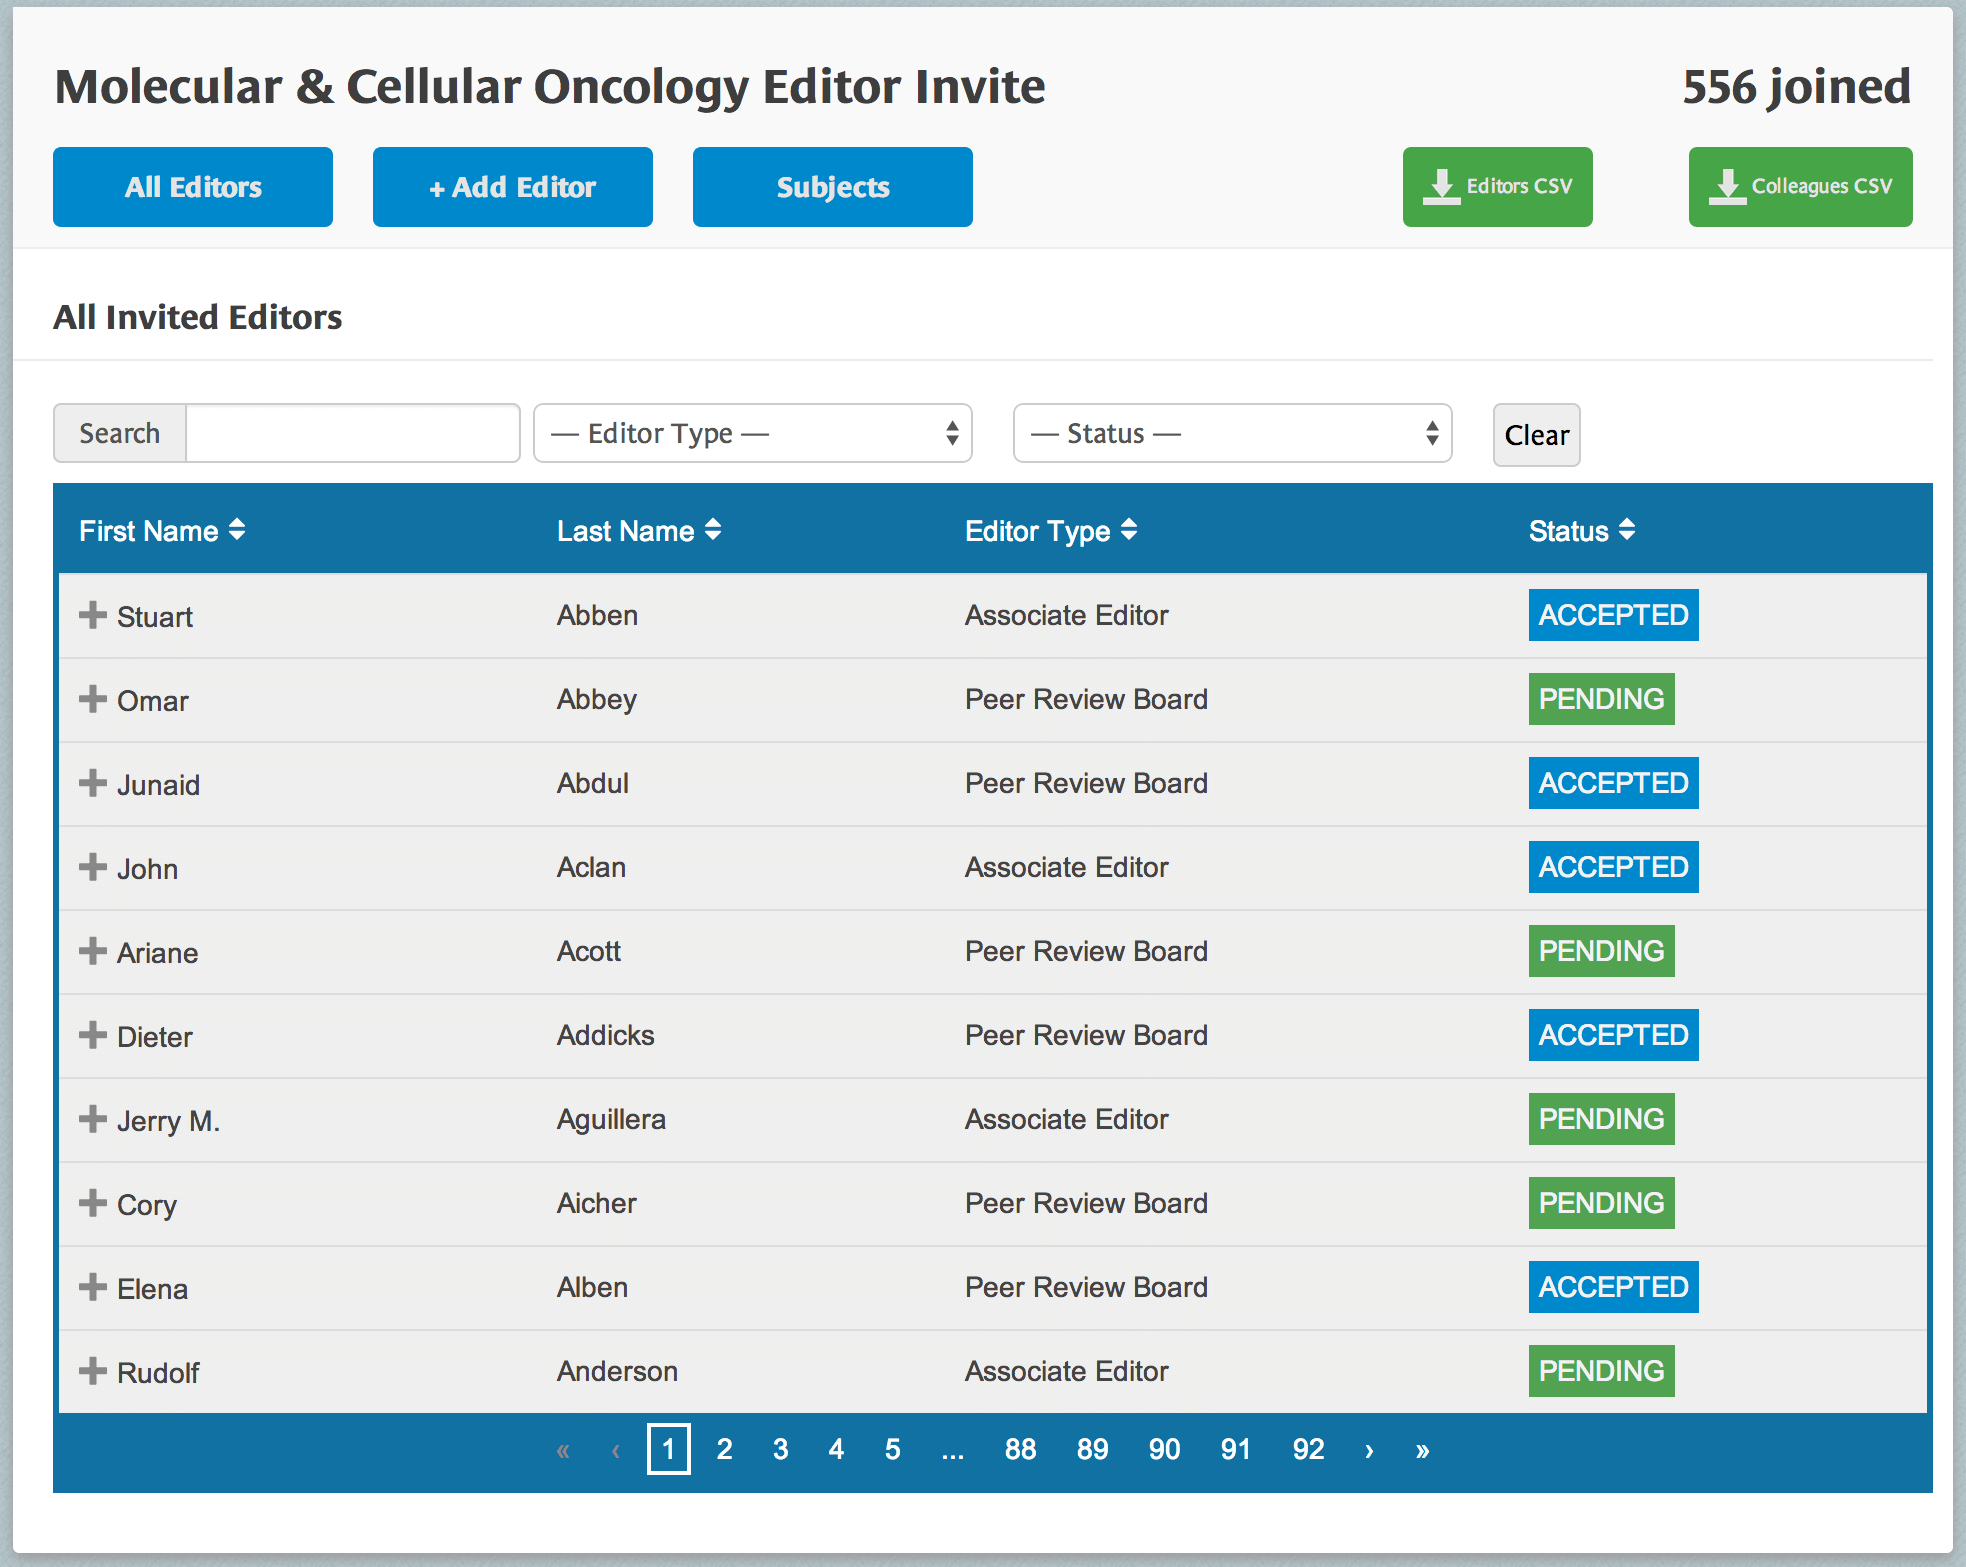 Molecular & Cellular Oncology Editor Invite 556 joined
All Editors + Add Editor Subjects Editors CSV Colleagues CSV
All Invited Editors
Search — Editor Type — — Status — Clear
First Name Last Name Editor Type Status
Stuart Abben Associate Editor ACCEPTED
Omar Abbey Peer Review Board PENDING
Junaid Abdul Peer Review Board ACCEPTED
John Aclan Associate Editor ACCEPTED
Ariane Acott Peer Review Board PENDING
Dieter Addicks Peer Review Board ACCEPTED
Jerry M. Aguillera Associate Editor PENDING
Cory Aicher Peer Review Board PENDING
Elena Alben Peer Review Board ACCEPTED
Rudolf Anderson Associate Editor PENDING
« ‹ 1 2 3 4 5 ... 88 89 90 91 92 › »